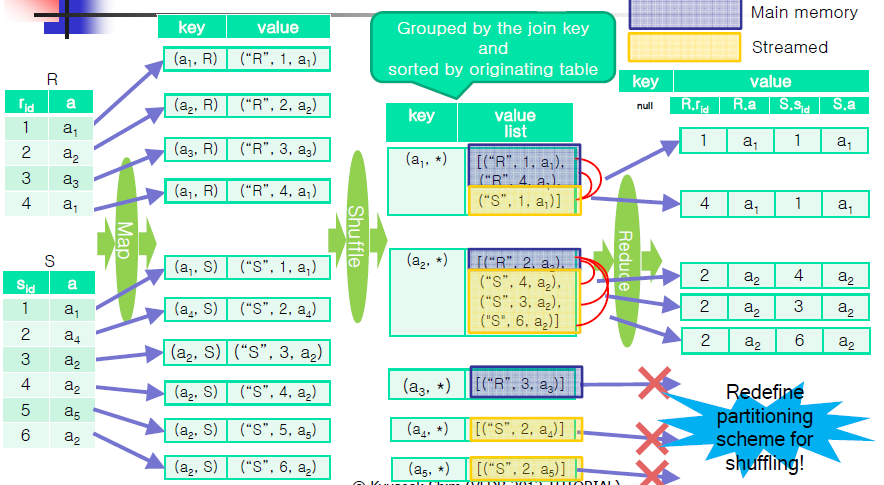 key value
(a1, R) ("R", 1, a1)
(a2, R) ("R", 2, a2)
(a3, R) ("R", 3, a3)
(a1, R) ("R", 4, a1)
(a1, S) ("S", 1, a1)
(a4, S) ("S", 2, a4)
(a2, S) ("S", 3, a2)
(a2, S) ("S", 4, a2)
(a2, S) ("S", 5, a5)
(a2, S) ("S", 6, a2)
R
rid a
1 a1
2 a2
3 a3
4 a1
S
sid a
1 a1
2 a4
3 a2
4 a2
5 a5
6 a2
Map
Shuffle
Grouped by the join key
and
sorted by originating table
key value
list
(a1, *) [("R", 1, a1),
("R", 4, a1),
("S", 1, a1)]
(a2, *) [("R", 2, a2),
("S", 4, a2),
("S", 3, a2),
("S", 6, a2)]
(a3, *) [("R", 3, a3)]
(a4, *) [("S", 2, a4)]
(a5, *) [("S", 2, a5)]
Reduce
Main memory
Streamed
key value
null R.rid R.a S.sid S.a
1 a1 1 a1
4 a1 1 a1
2 a2 4 a2
2 a2 3 a2
2 a2 6 a2
Redefine
partitioning
scheme for
shuffling!